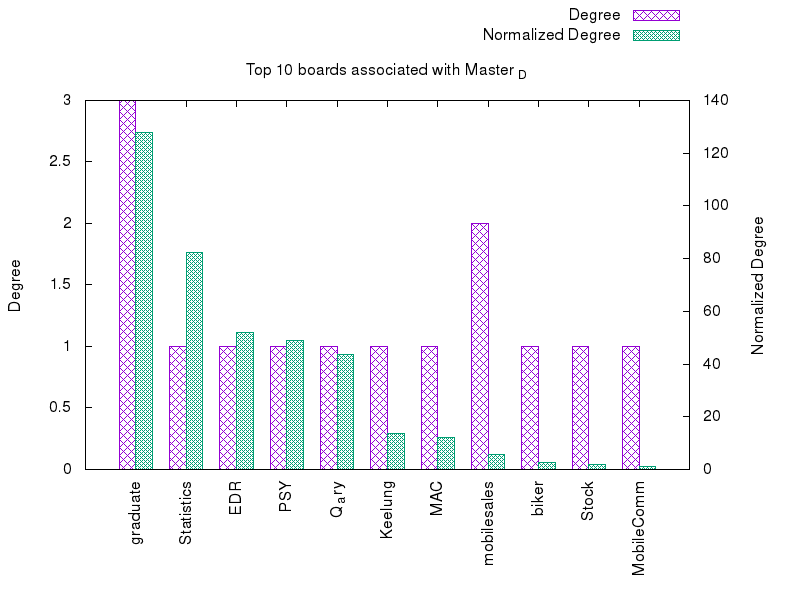 Degree
Normalized Degree
Top 10 boards associated with Master D
3
2.5
2
1.5
1
0.5
0
140
120
100
80
60
40
20
0
Degree
Normalized Degree
graduate
Statistics
EDR
PSY
Q a ry
Keelung
MAC
mobilesales
biker
Stock
MobileComm